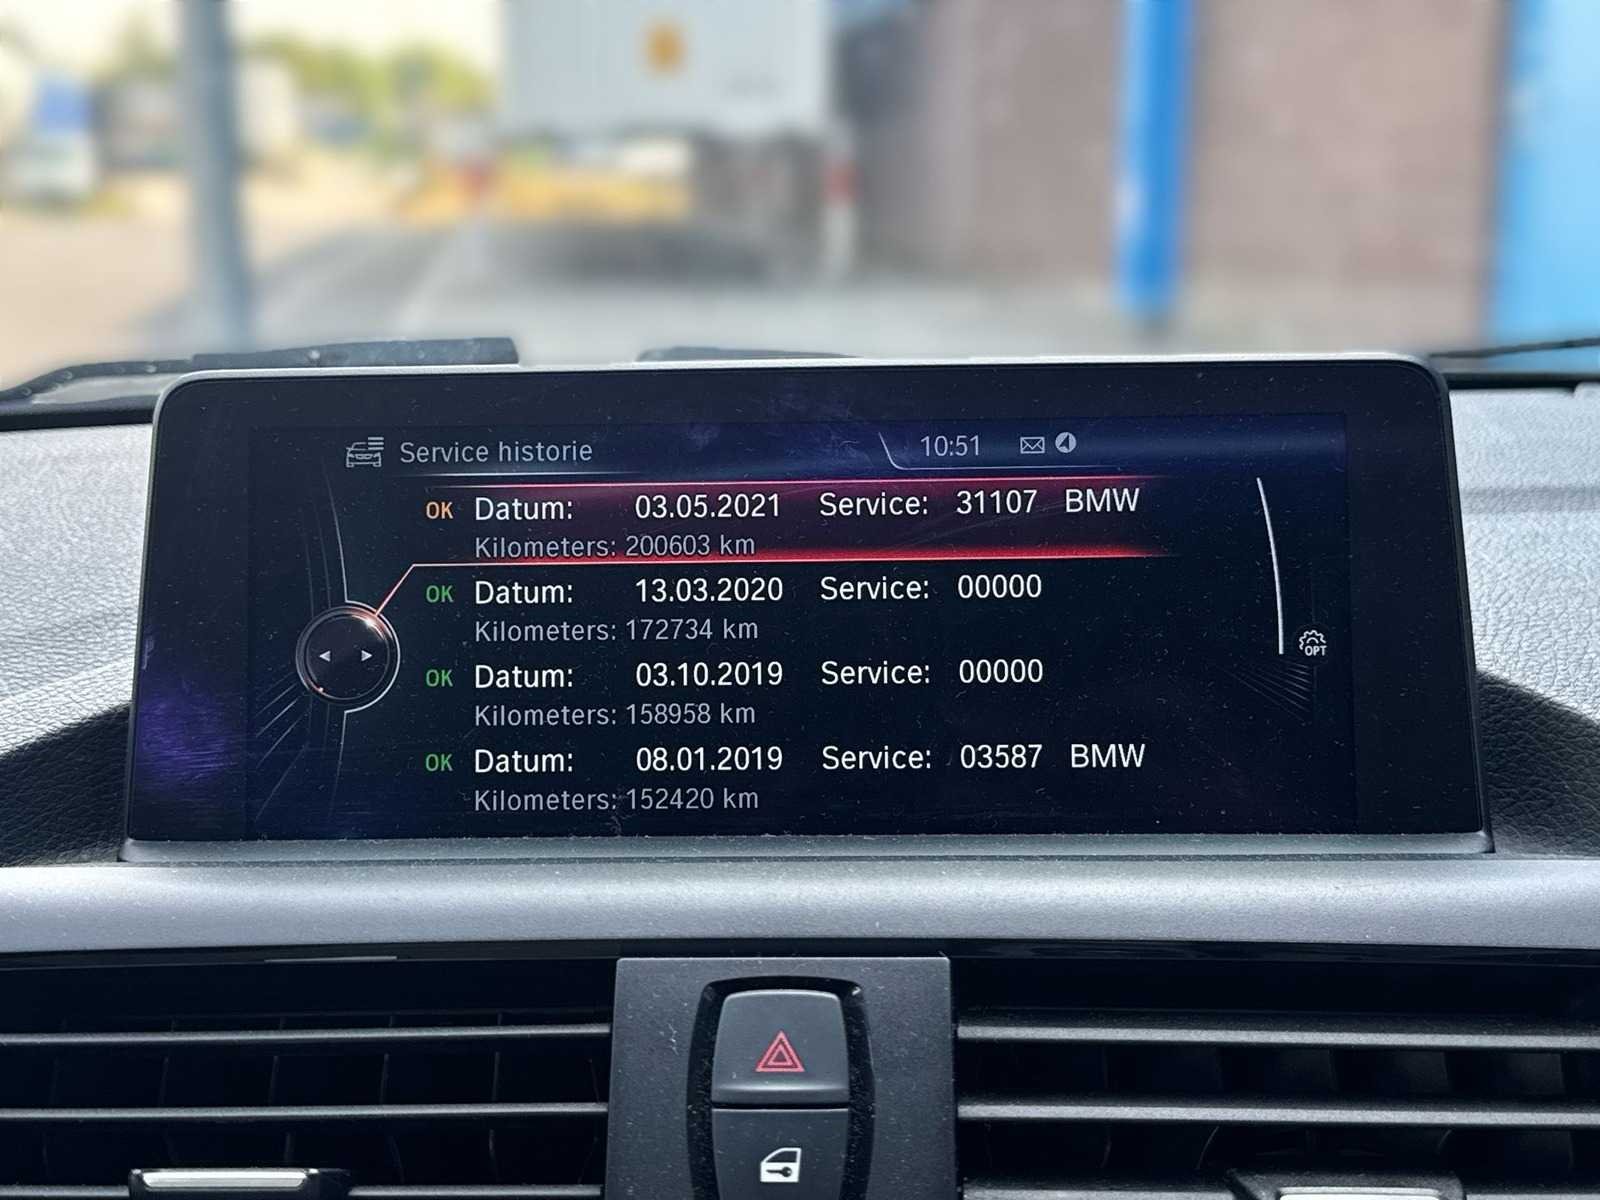 Service historie 10:51
OK Datum: 03.05.2021 Service: 31107 BMW
Kilometers: 200603 km
OK Datum: 13.03.2020 Service: 00000
Kilometers: 172734 km
OPT
OK Datum: 03.10.2019 Service: 00000
Kilometers: 158958 km
OK Datum: 08.01.2019 Service: 03587 BMW
Kilometers: 152420 km